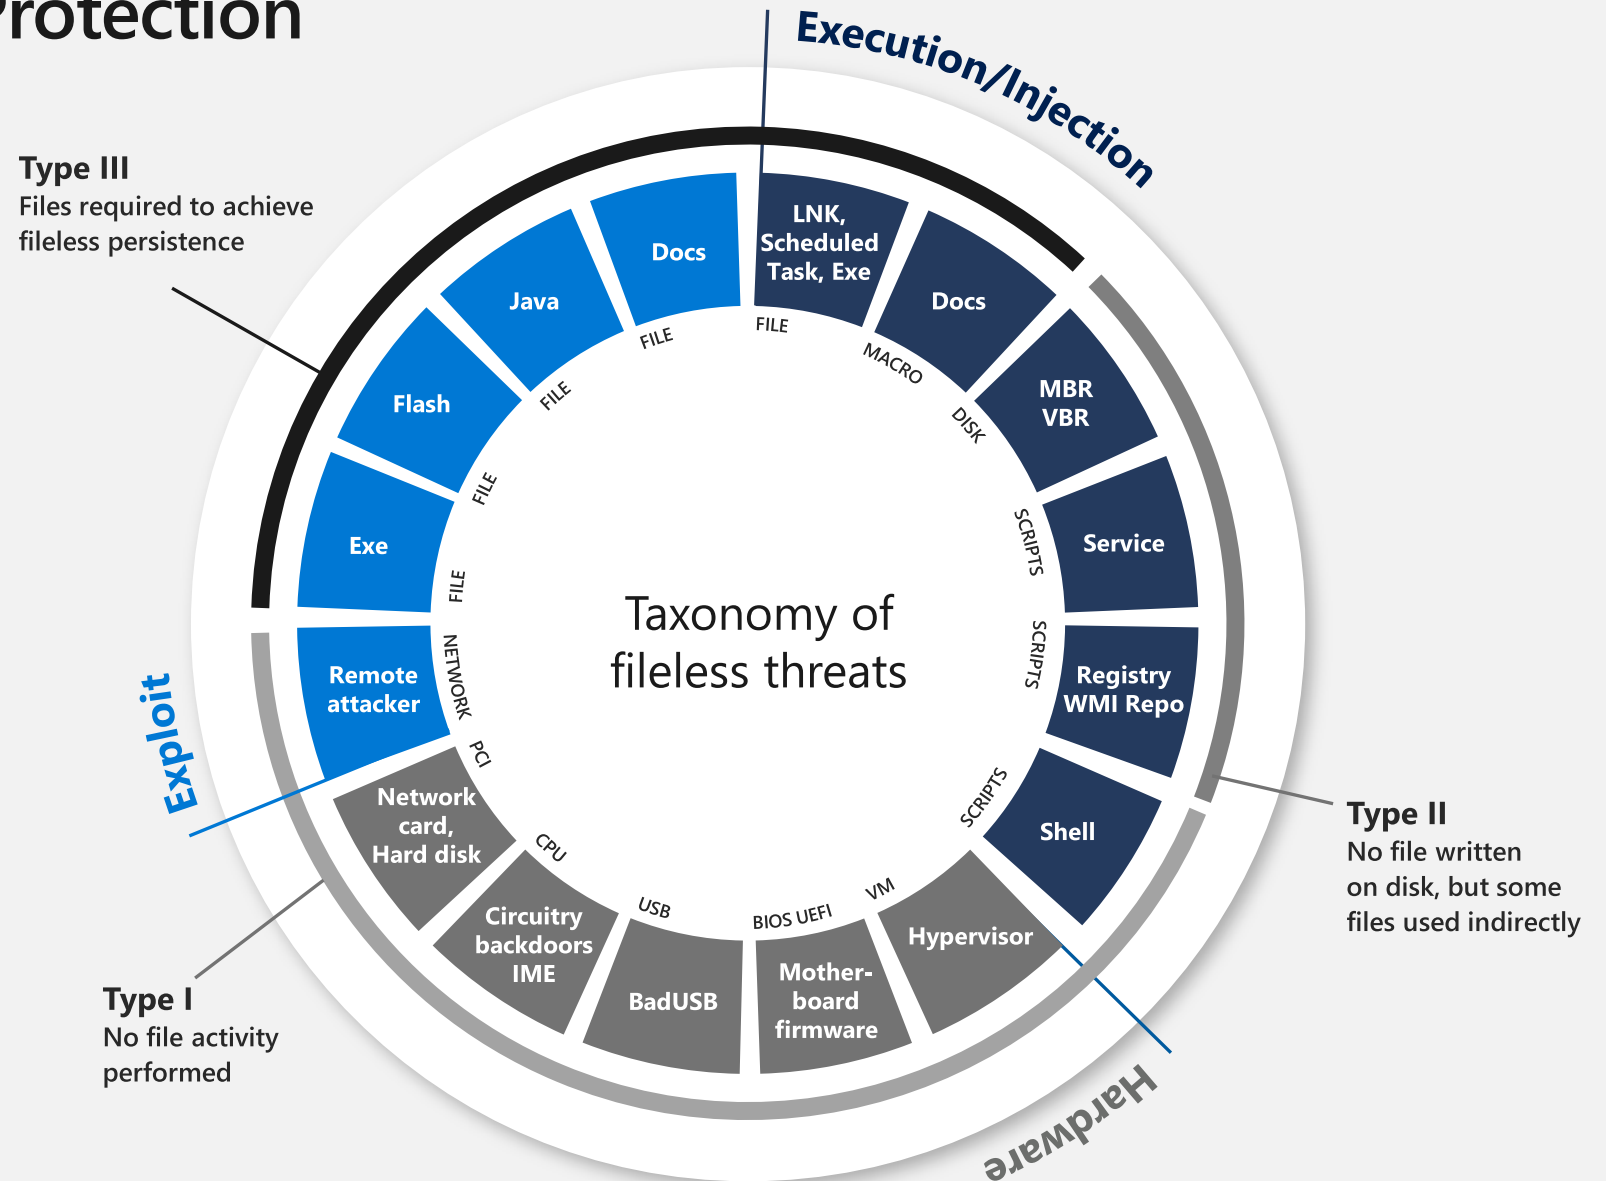 Protection
Execution/Injection
Type III
Files required to achieve
fileless persistence
LNK,
Scheduled
Task, Exe
FILE
Docs
MACRO
MBR
VBR
DISK
Service
SCRIPTS
Registry
WMI Repo
SCRIPTS
Shell
SCRIPTS
Type II
No file written
on disk, but some
files used indirectly
Hardware
Hypervisor
VM
Mother-
board
firmware
BIOS UEFI
BadUSB
USB
Circuitry
backdoors
IME
CPU
Network
card,
Hard disk
PCI
Type I
No file activity
performed
Exploit
Remote
attacker
NETWORK
Exe
FILE
Flash
FILE
Java
FILE
Docs
FILE
Taxonomy of
fileless threats